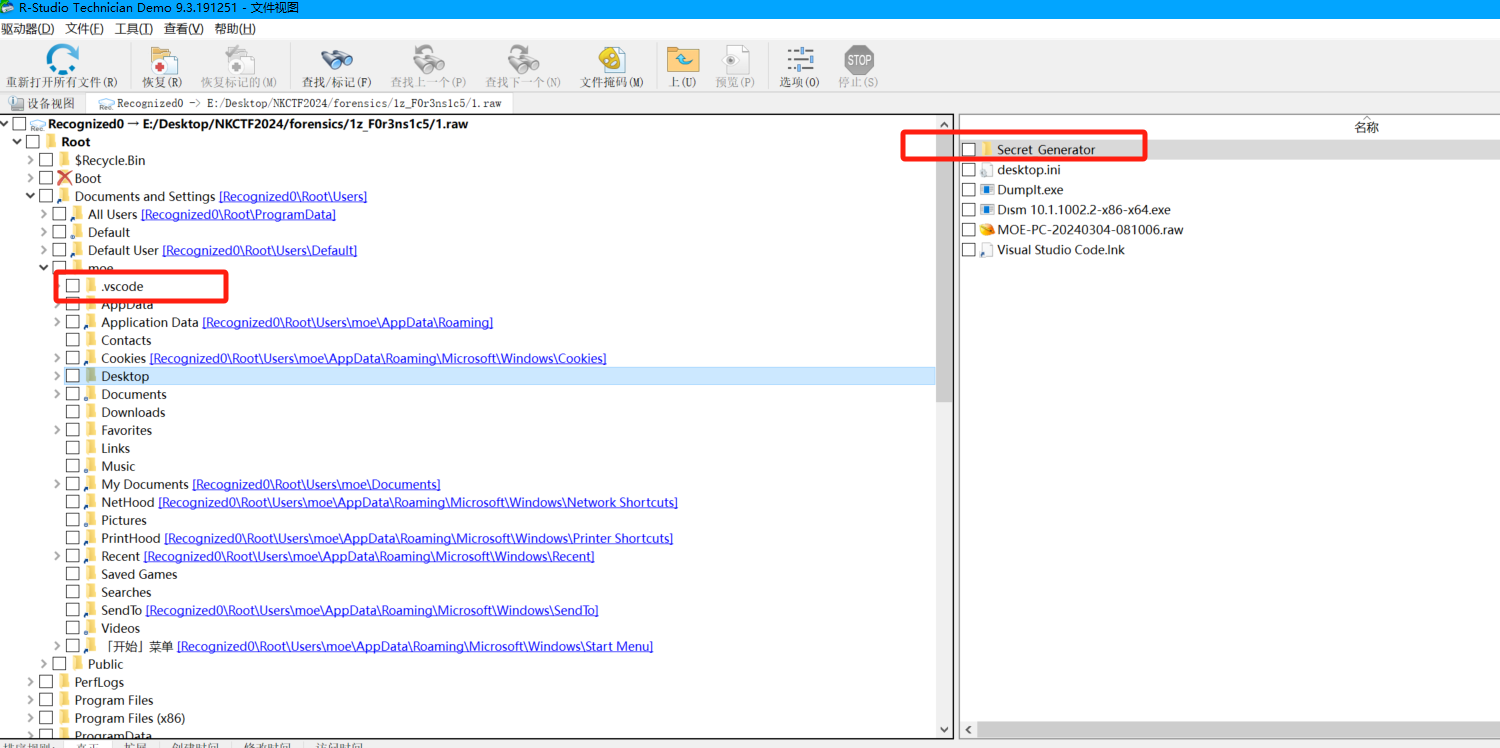 R-Studio Technician Demo 9.3.191251 - 文件视图
驱动器(D) 文件(F) 工具(T) 查看(V) 帮助(H)
重新打开所有文件(R) 恢复(R) 恢复标记的(M) 查找/标记(F) 查找上一个(P) 查找下一个(N) 文件掩码(M) 上(U) 预览(P) 选项(O) STOP 停止(S)
设备视图 Rec. Recognized0 -> E:/Desktop/NKCTF2024/forensics/1z_F0r3ns1c5/1.raw
Rec. Recognized0 → E:/Desktop/NKCTF2024/forensics/1z_F0r3ns1c5/1.raw
Root
$Recycle.Bin
Boot
Documents and Settings [Recognized0\Root\Users]
All Users [Recognized0\Root\ProgramData]
Default
Default User [Recognized0\Root\Users\Default]
moe
.vscode
AppData
Application Data [Recognized0\Root\Users\moe\AppData\Roaming]
Contacts
Cookies [Recognized0\Root\Users\moe\AppData\Roaming\Microsoft\Windows\Cookies]
Desktop
Documents
Downloads
Favorites
Links
Music
My Documents [Recognized0\Root\Users\moe\Documents]
NetHood [Recognized0\Root\Users\moe\AppData\Roaming\Microsoft\Windows\Network Shortcuts]
Pictures
PrintHood [Recognized0\Root\Users\moe\AppData\Roaming\Microsoft\Windows\Printer Shortcuts]
Recent [Recognized0\Root\Users\moe\AppData\Roaming\Microsoft\Windows\Recent]
Saved Games
Searches
SendTo [Recognized0\Root\Users\moe\AppData\Roaming\Microsoft\Windows\SendTo]
Videos
「开始」菜单 [Recognized0\Root\Users\moe\AppData\Roaming\Microsoft\Windows\Start Menu]
Public
PerfLogs
Program Files
Program Files (x86)
ProgramData
名称
Secret_Generator
desktop.ini
DumpIt.exe
Dism 10.1.1002.2-x86-x64.exe
MOE-PC-20240304-081006.raw
Visual Studio Code.lnk
排序规则: 真正 扩展 创建时间 修改时间 访问时间